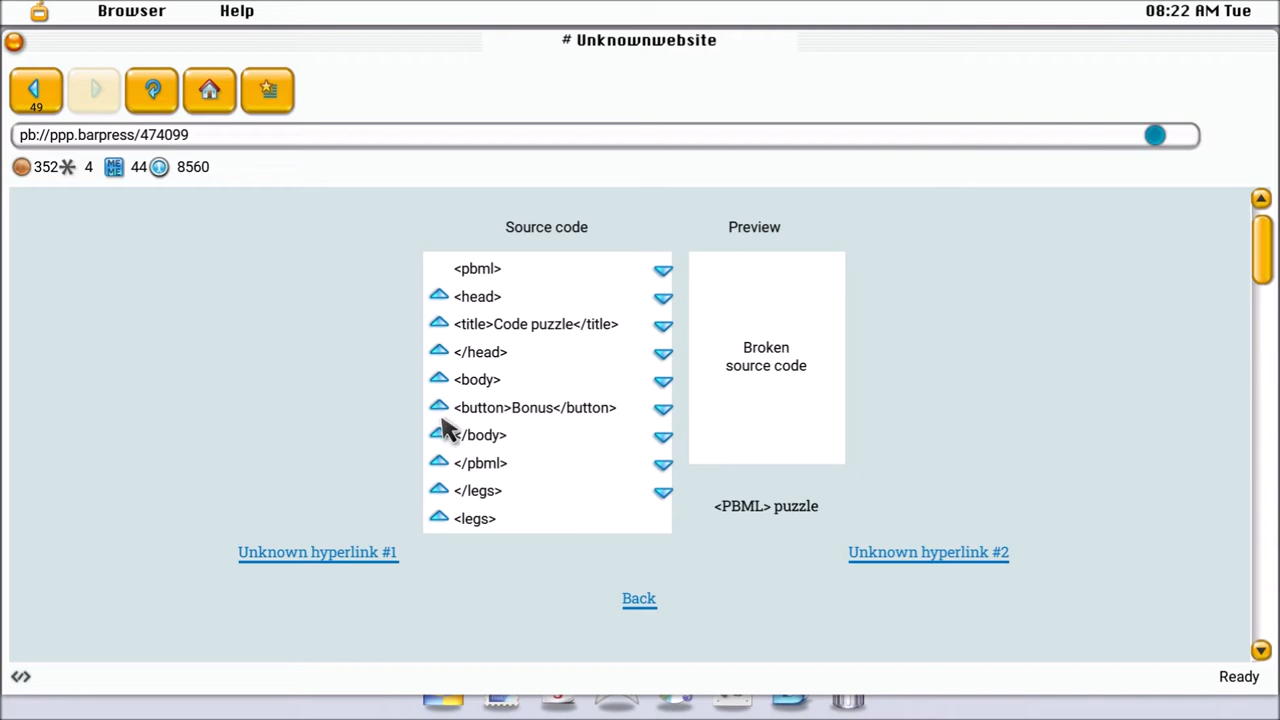 Browser Help 08:22 AM Tue
# Unknownwebsite
49
pb://ppp.barpress/474099
352 4 ME ME 44 8560
Source code Preview
<pbml>
<head>
<title>Code puzzle</title>
</head>
<body>
<button>Bonus</button>
</body>
</pbml>
</legs>
<legs>
Broken
source code
<PBML> puzzle
Unknown hyperlink #1 Unknown hyperlink #2
Back
</> Ready